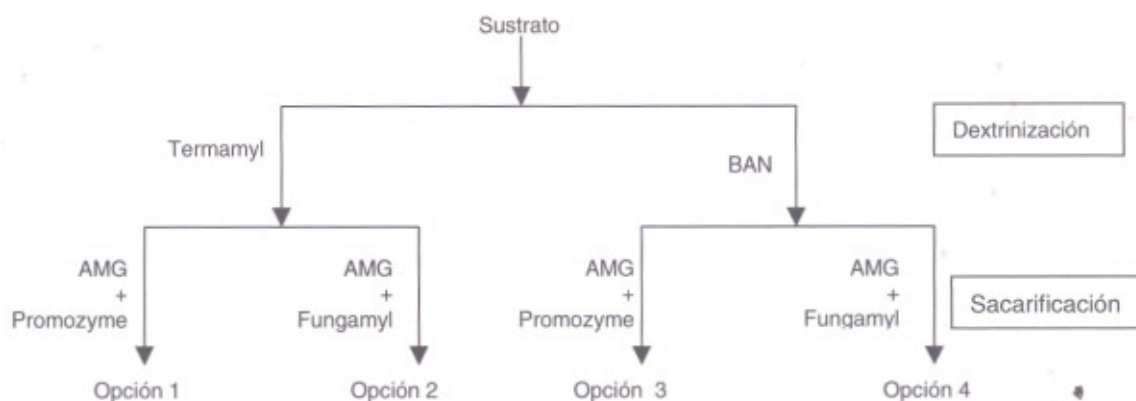 Sustrato
Dextrinización
Termamyl
BAN
AMG
+
Promozyme
AMG
+
Fungamyl
AMG
+
Promozyme
AMG
+
Fungamyl
Sacarificación
Opción 1
Opción 2
Opción 3
Opción 4